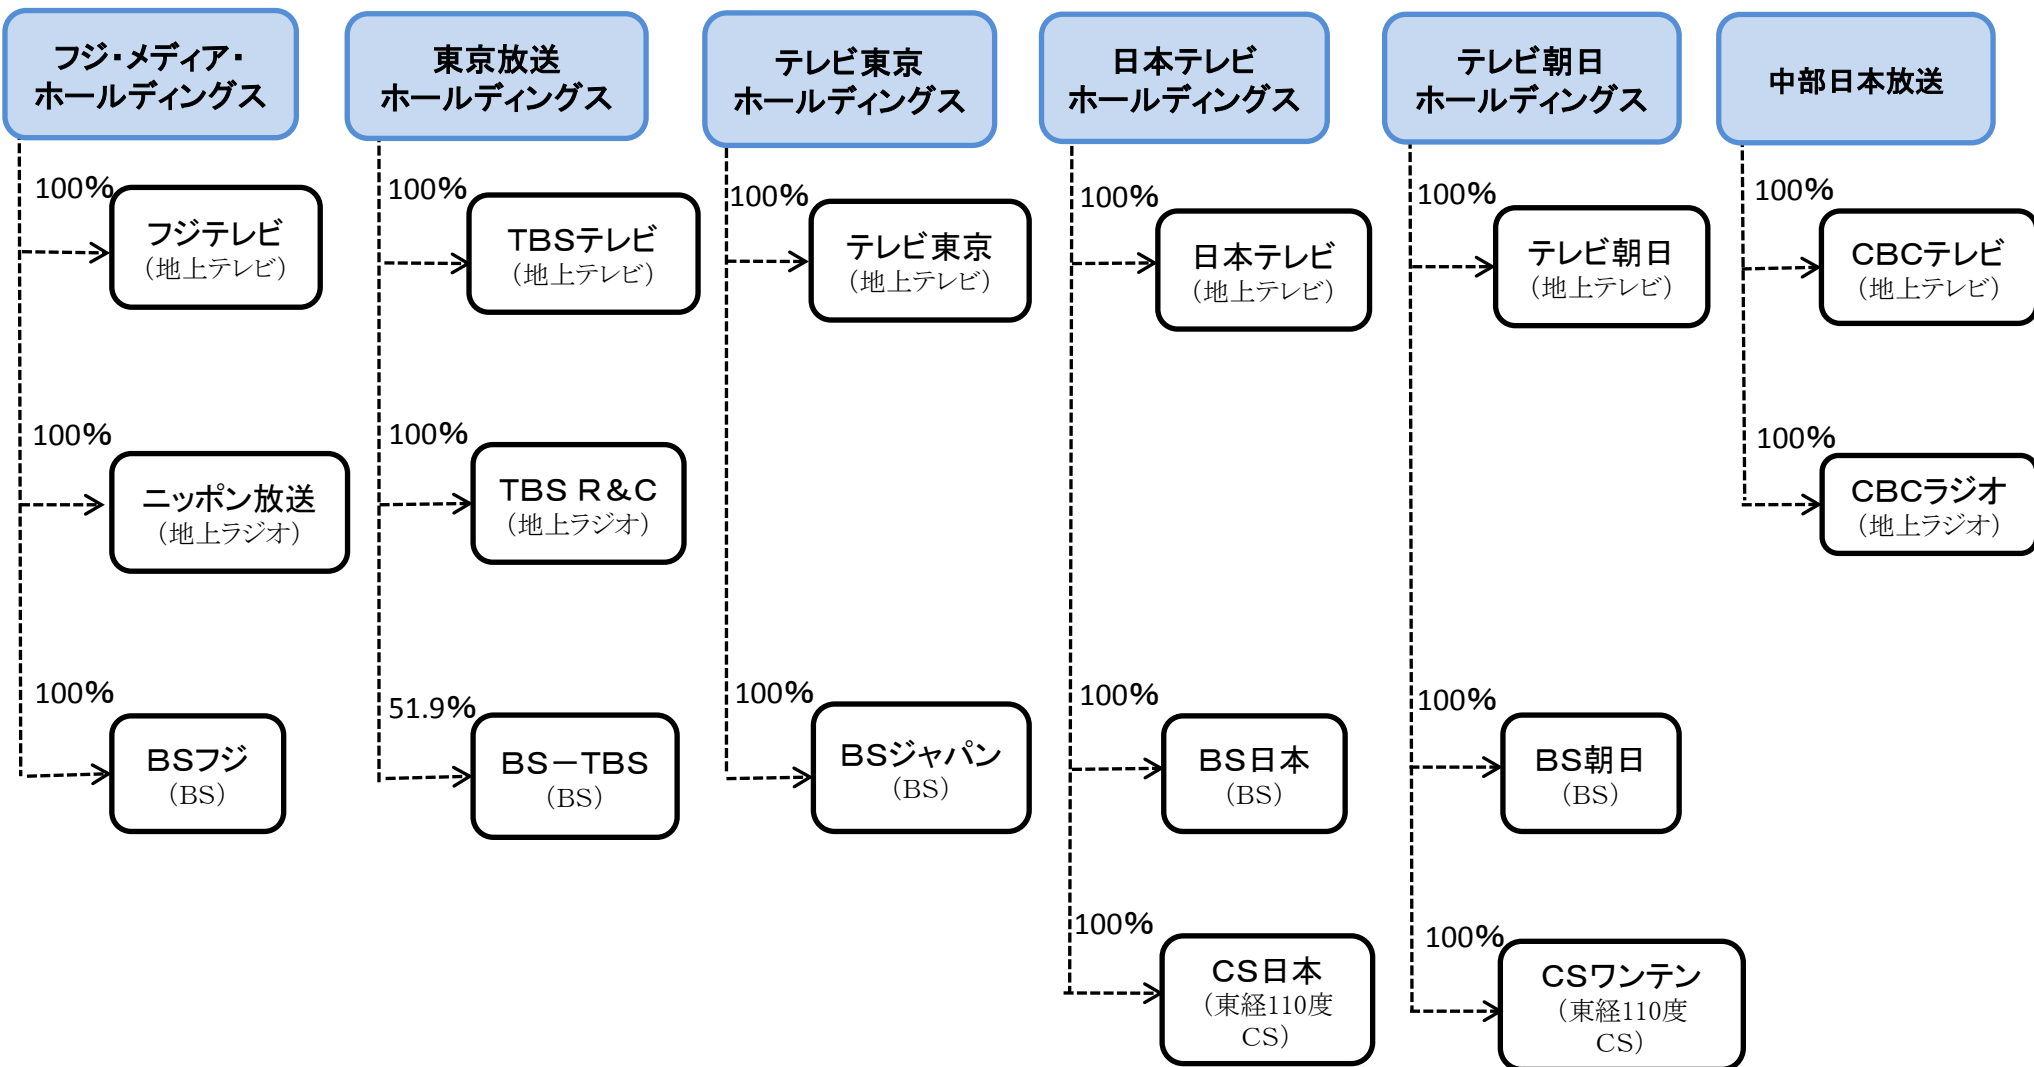 フジ・メディア・
ホールディングス
東京放送
ホールディングス
テレビ東京
ホールディングス
日本テレビ
ホールディングス
テレビ朝日
ホールディングス
中部日本放送
100%
フジテレビ
(地上テレビ)
100%
TBSテレビ
(地上テレビ)
100%
テレビ東京
(地上テレビ)
100%
日本テレビ
(地上テレビ)
100%
テレビ朝日
(地上テレビ)
100%
CBCテレビ
(地上テレビ)
100%
ニッポン放送
(地上ラジオ)
100%
TBS R&C
(地上ラジオ)
100%
CBCラジオ
(地上ラジオ)
100%
BSフジ
(BS)
51.9%
BS-TBS
(BS)
100%
BSジャパン
(BS)
100%
BS日本
(BS)
100%
BS朝日
(BS)
100%
CS日本
(東経110度
CS)
100%
CSワンテン
(東経110度
CS)